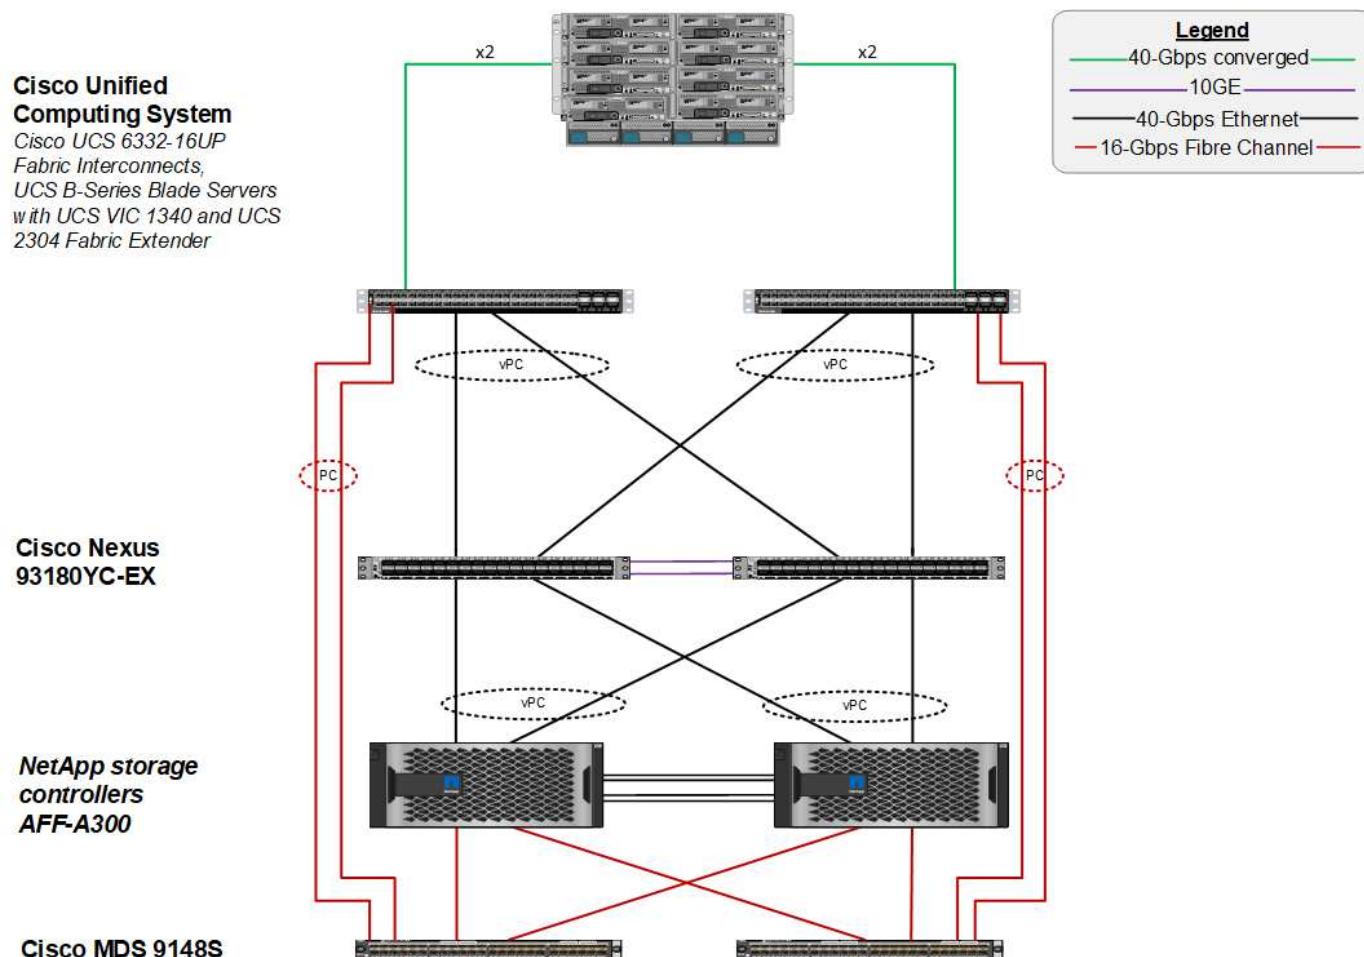 Legend
40-Gbps converged
10GE
40-Gbps Ethernet
16-Gbps Fibre Channel
x2
x2
Cisco Unified
Computing System
Cisco UCS 6332-16UP
Fabric Interconnects,
UCS B-Series Blade Servers
with UCS VIC 1340 and UCS
2304 Fabric Extender
vPC
vPC
PC
PC
Cisco Nexus
93180YC-EX
vPC
vPC
NetApp storage
controllers
AFF-A300
Cisco MDS 9148S